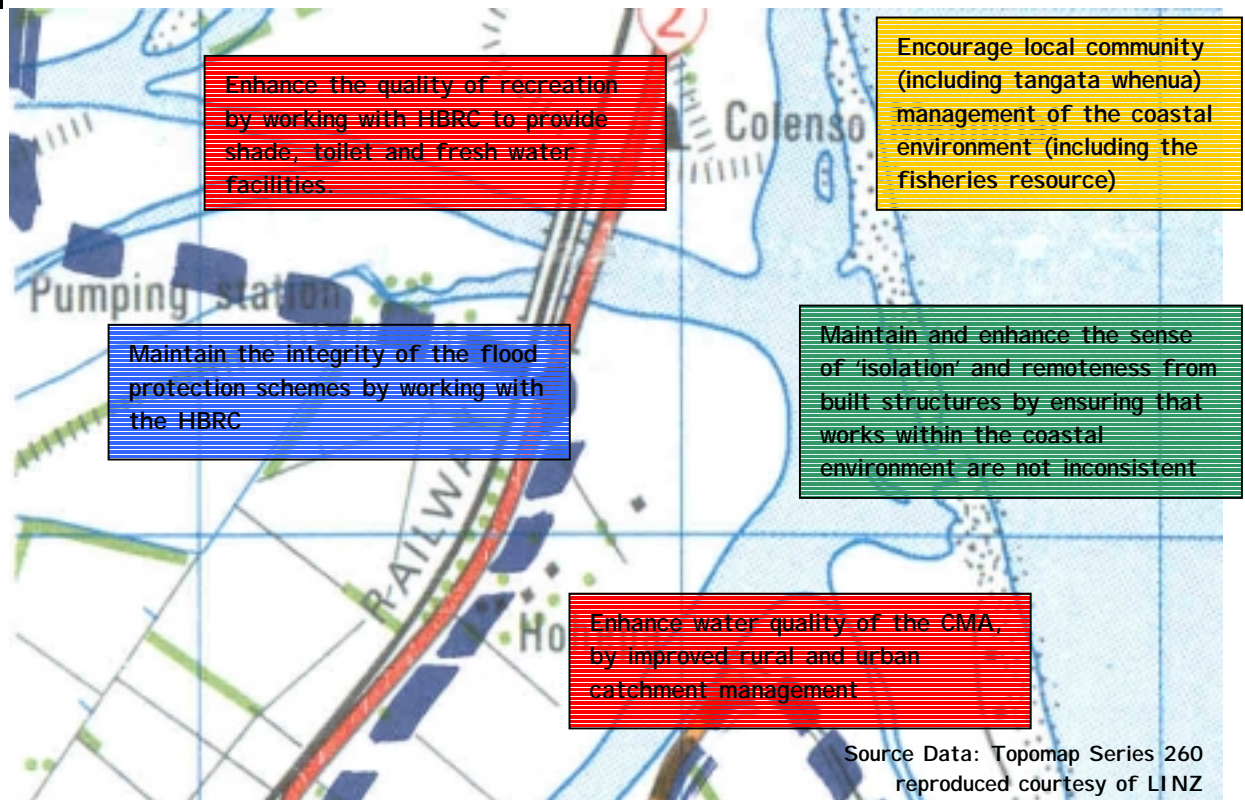 2
Enhance the quality of recreation
by working with HBRC to provide
shade, toilet and fresh water
facilities.
Encourage local community
(including tangata whenua)
management of the coastal
environment (including the
fisheries resource)
Colenso
Pumping station
Maintain the integrity of the flood
protection schemes by working with
the HBRC
Maintain and enhance the sense
of ‘isolation’ and remoteness from
built structures by ensuring that
works within the coastal
environment are not inconsistent
RAILWA
Enhance water quality of the CMA,
by improved rural and urban
catchment management
Source Data: Topomap Series 260
reproduced courtesy of LINZ